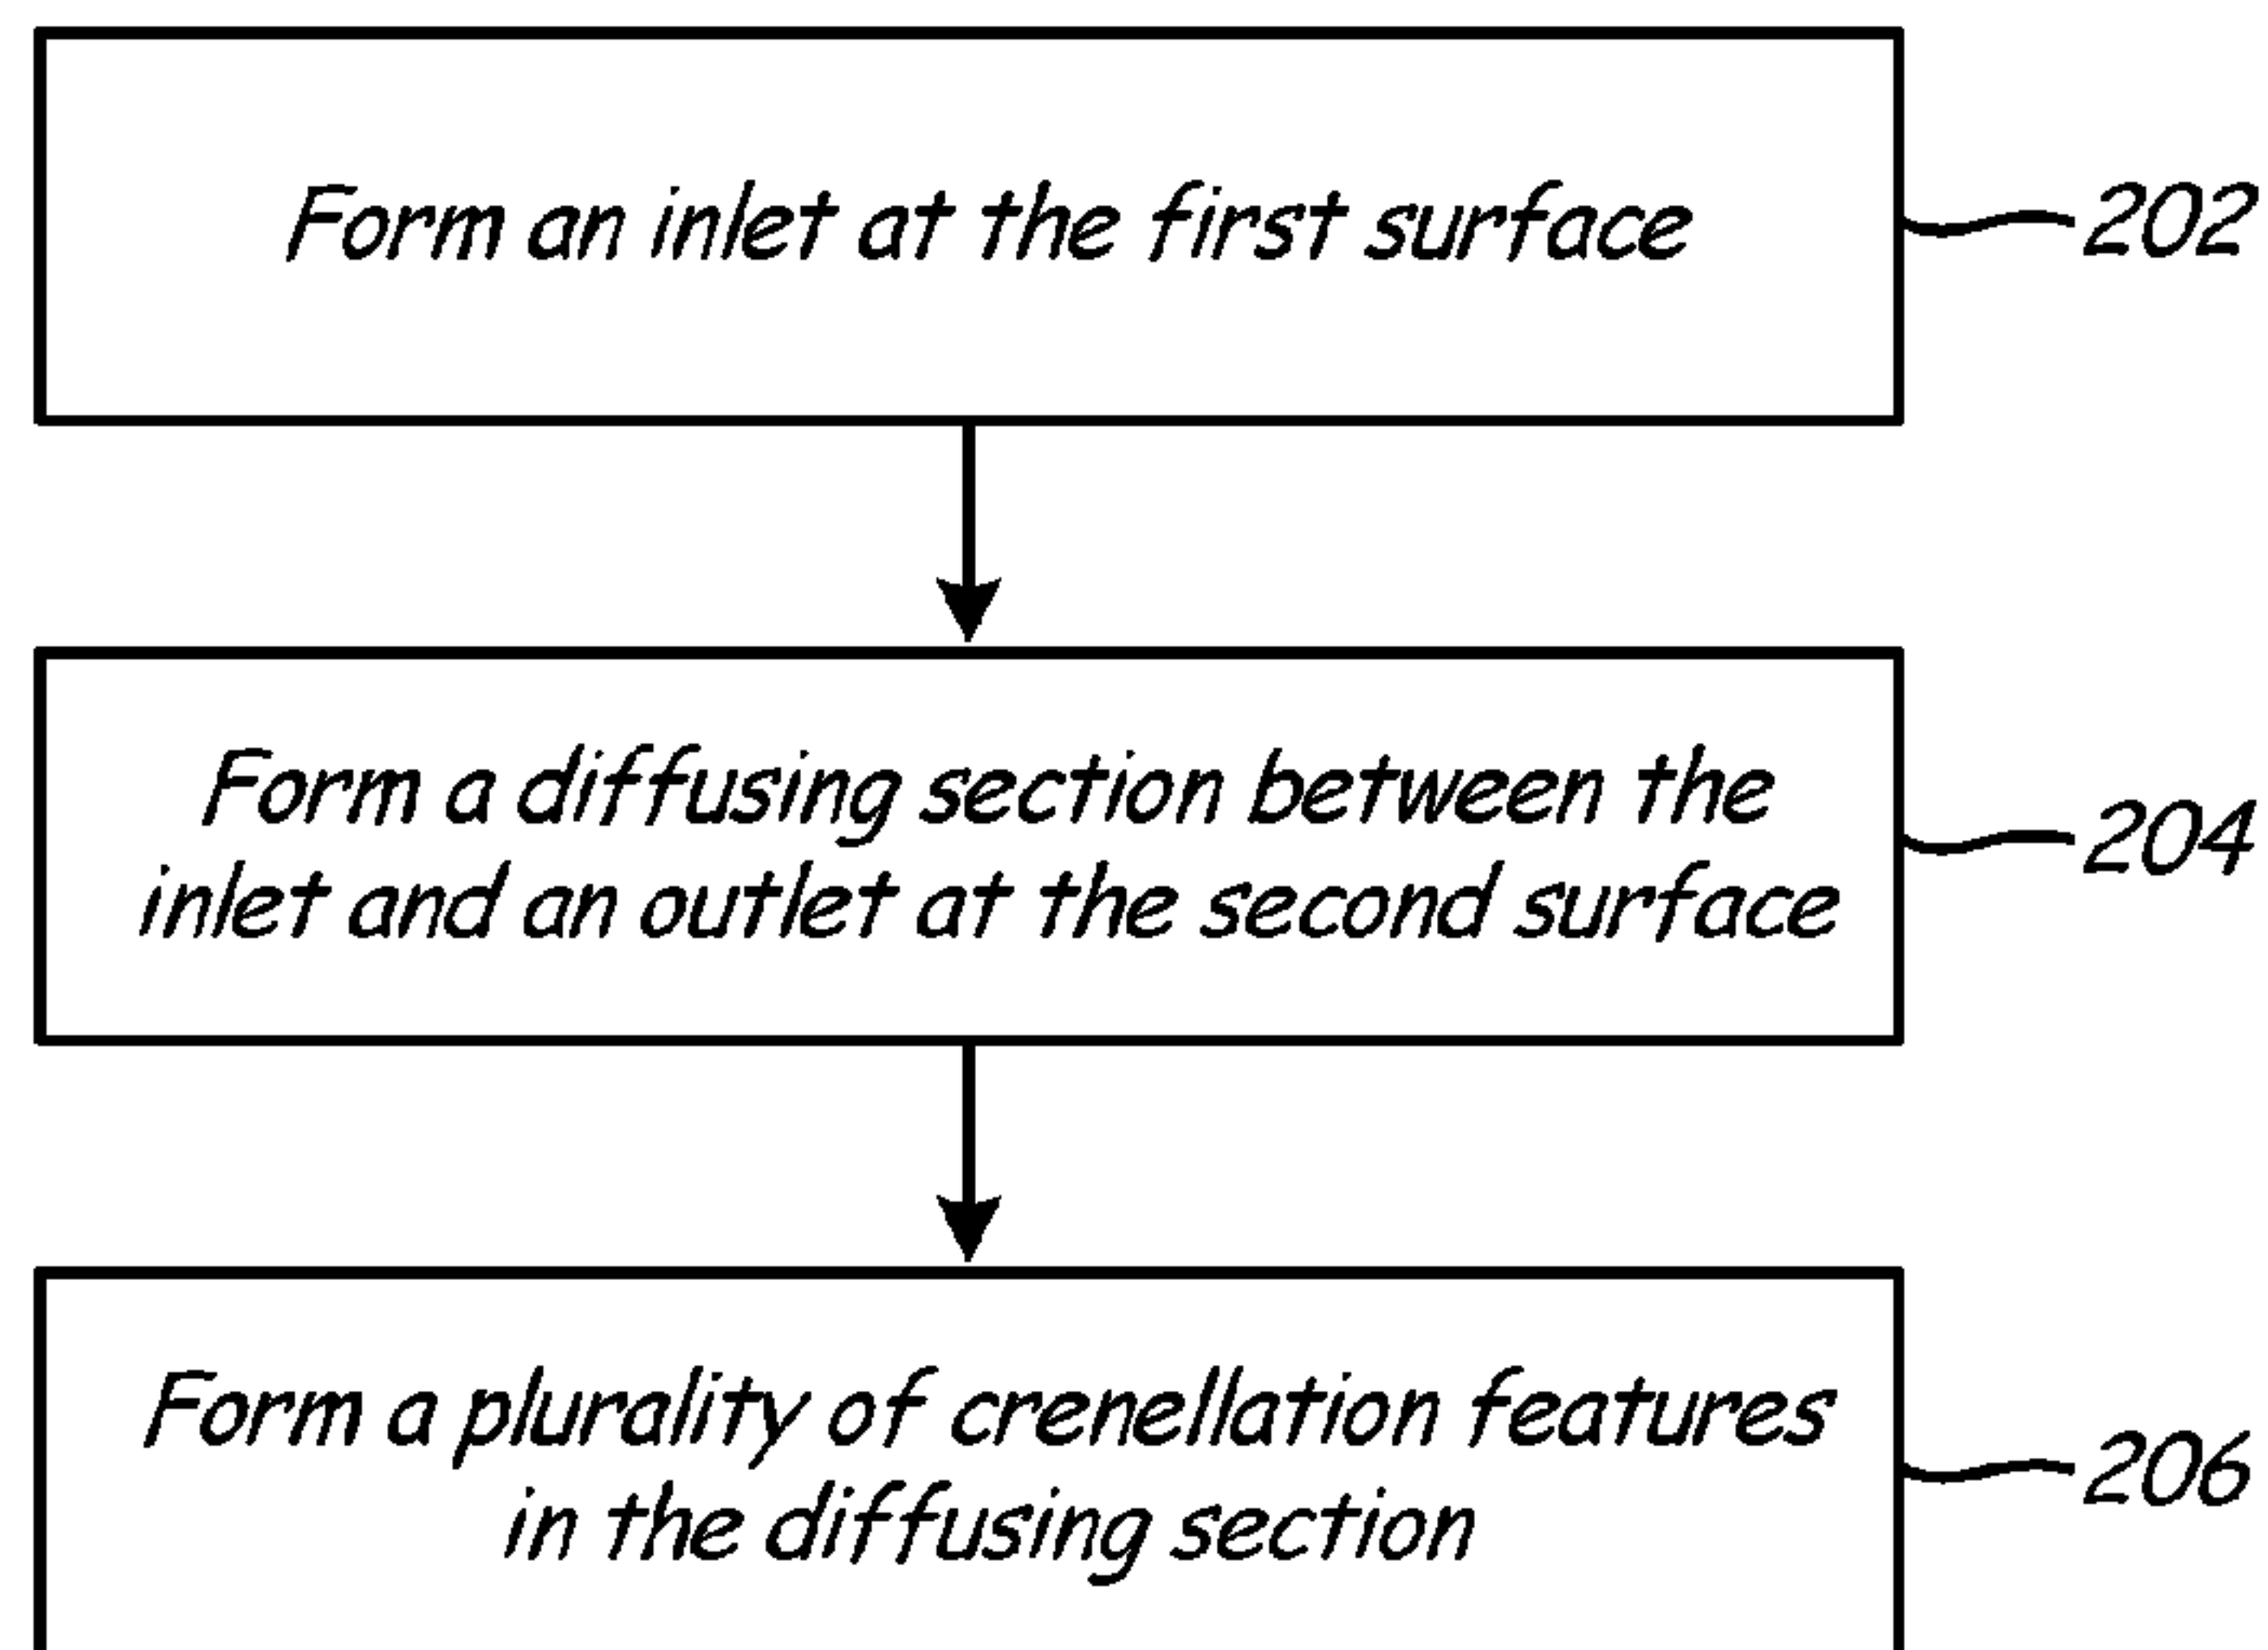 Form an inlet at the first surface
202
Form a diffusing section between the
inlet and an outlet at the second surface
204
Form a plurality of crenellation features
in the diffusing section
206